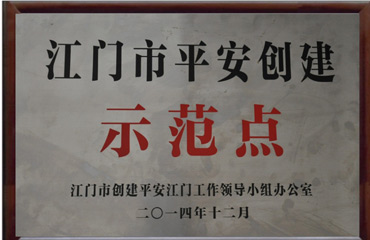 江门市平安创建
示范点
江门市创建平安江门工作领导小组办公室
二〇一四年十二月